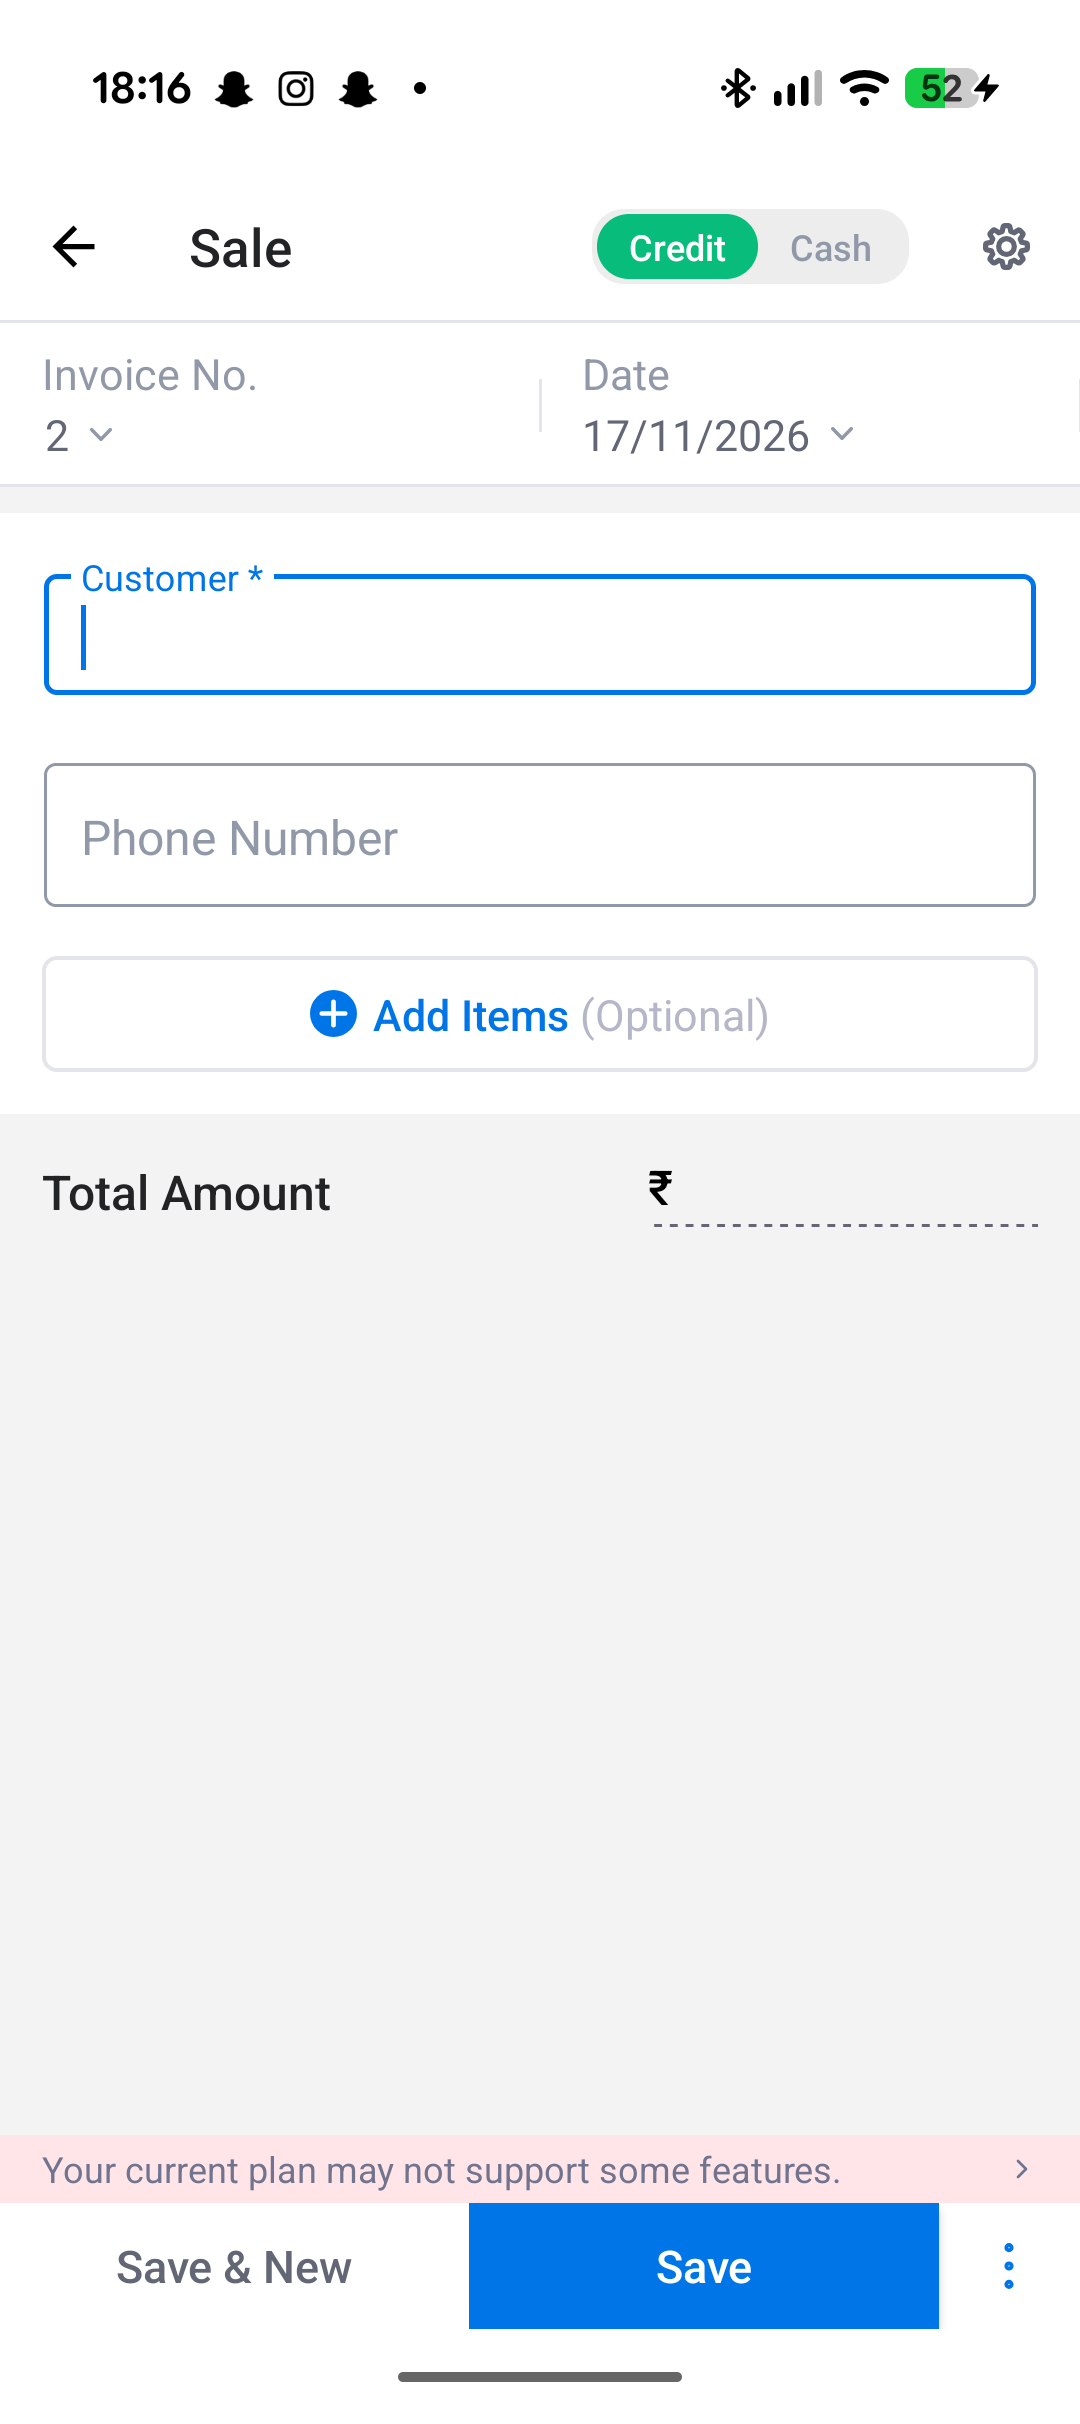 18:16
52
Sale
Credit
Cash
Invoice No.
2
Date
17/11/2026
Customer *
Phone Number
Add Items (Optional)
Total Amount
₹
Your current plan may not support some features.
Save & New
Save